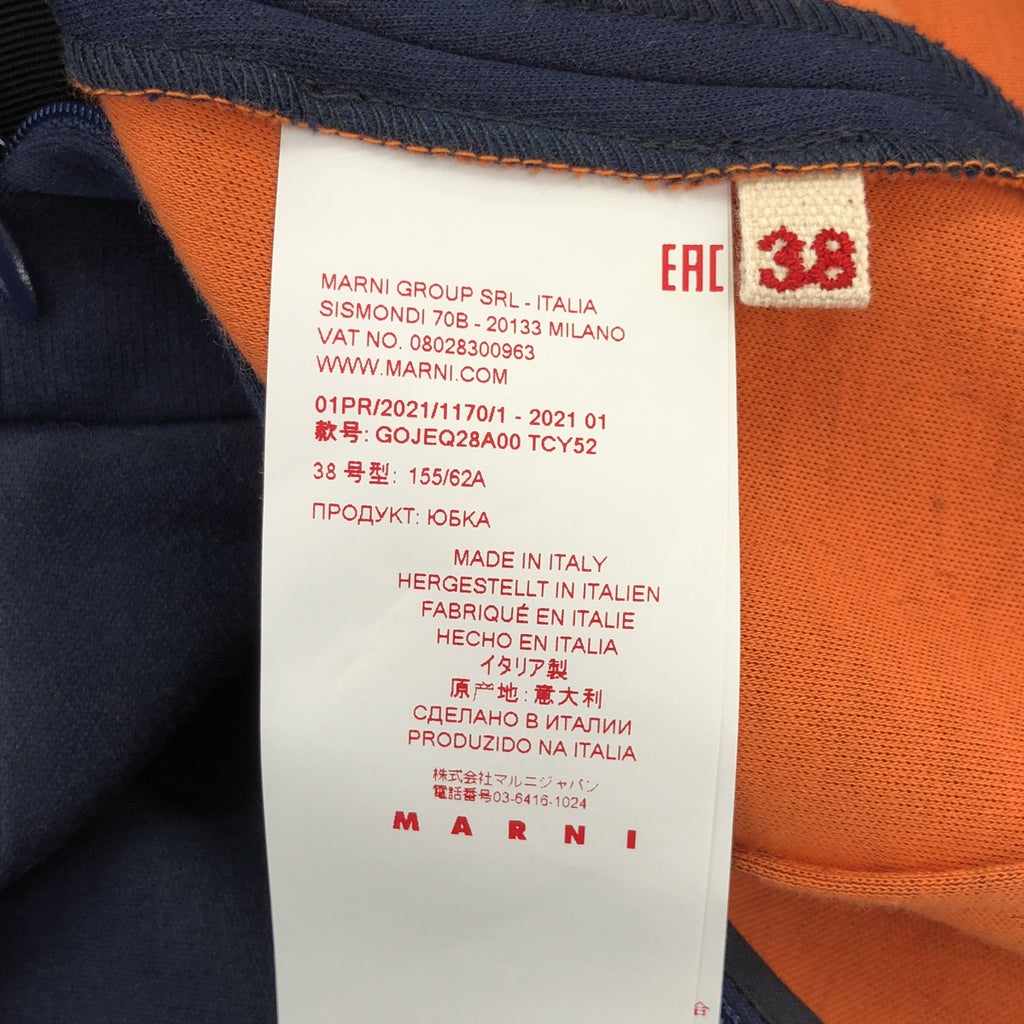 EAC
38
MARNI GROUP SRL - ITALIA
SISMONDI 70B - 20133 MILANO
VAT NO. 08028300963
WWW.MARNI.COM
01PR/2021/1170/1 - 2021 01
款号: GOJEQ28A00 TCY52
38 号型: 155/62A
ПРОДУКТ: ЮБКА
MADE IN ITALY
HERGESTELLT IN ITALIEN
FABRIQUÉ EN ITALIE
HECHO EN ITALIA
イタリア製
原产地: 意大利
СДЕЛАНО В ИТАЛИИ
PRODUZIDO NA ITALIA
株式会社マルニジャパン
電話番号03-6416-1024
MARNI